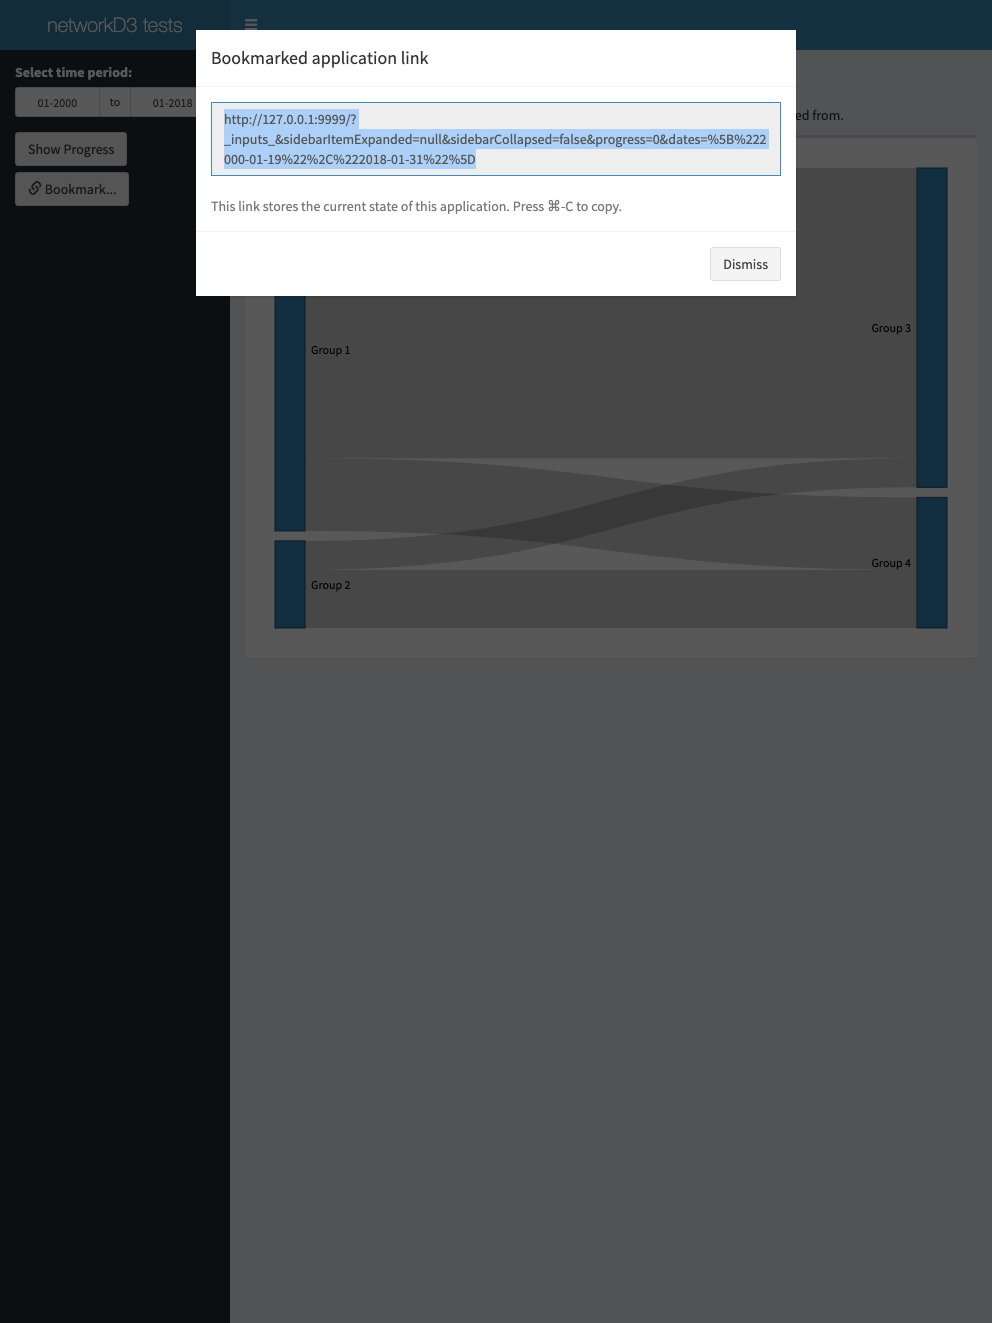 networkD3 tests
Bookmarked application link
Select time period:
01-2000 to 01-2018
http://127.0.0.1:9999/?
_inputs_&sidebarItemExpanded=null&sidebarCollapsed=false&progress=0&dates=%5B%222
000-01-19%22%2C%222018-01-31%22%5D
ed from.
Show Progress
Bookmark...
This link stores the current state of this application. Press ⌘-C to copy.
Dismiss
Group 1
Group 3
Group 2
Group 4